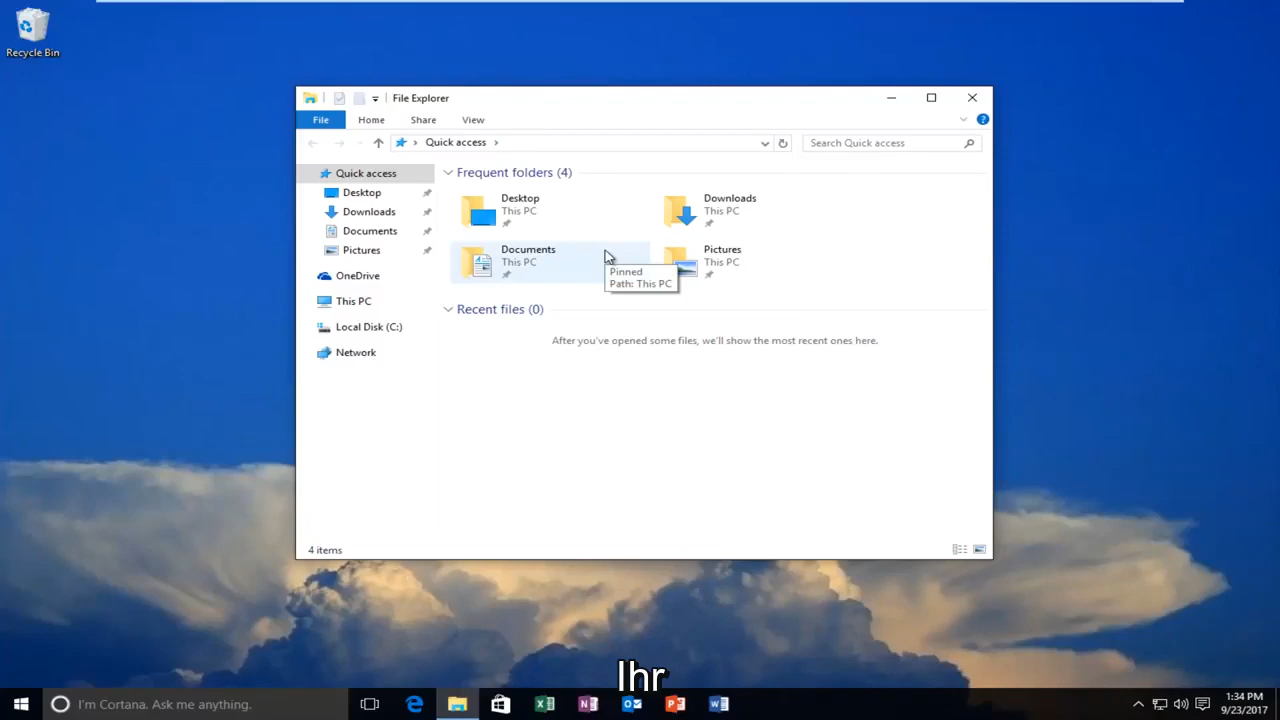 Recycle Bin
File Explorer
File Home Share View
Quick access
Search Quick access
Quick access
Desktop
Downloads
Documents
Pictures
OneDrive
This PC
Local Disk (C:)
Network
Frequent folders (4)
Desktop
This PC
Downloads
This PC
Documents
This PC
Pictures
This PC
Pinned
Path: This PC
Recent files (0)
After you've opened some files, we'll show the most recent ones here.
4 items
Ihr
I'm Cortana. Ask me anything.
1:34 PM
9/23/2017